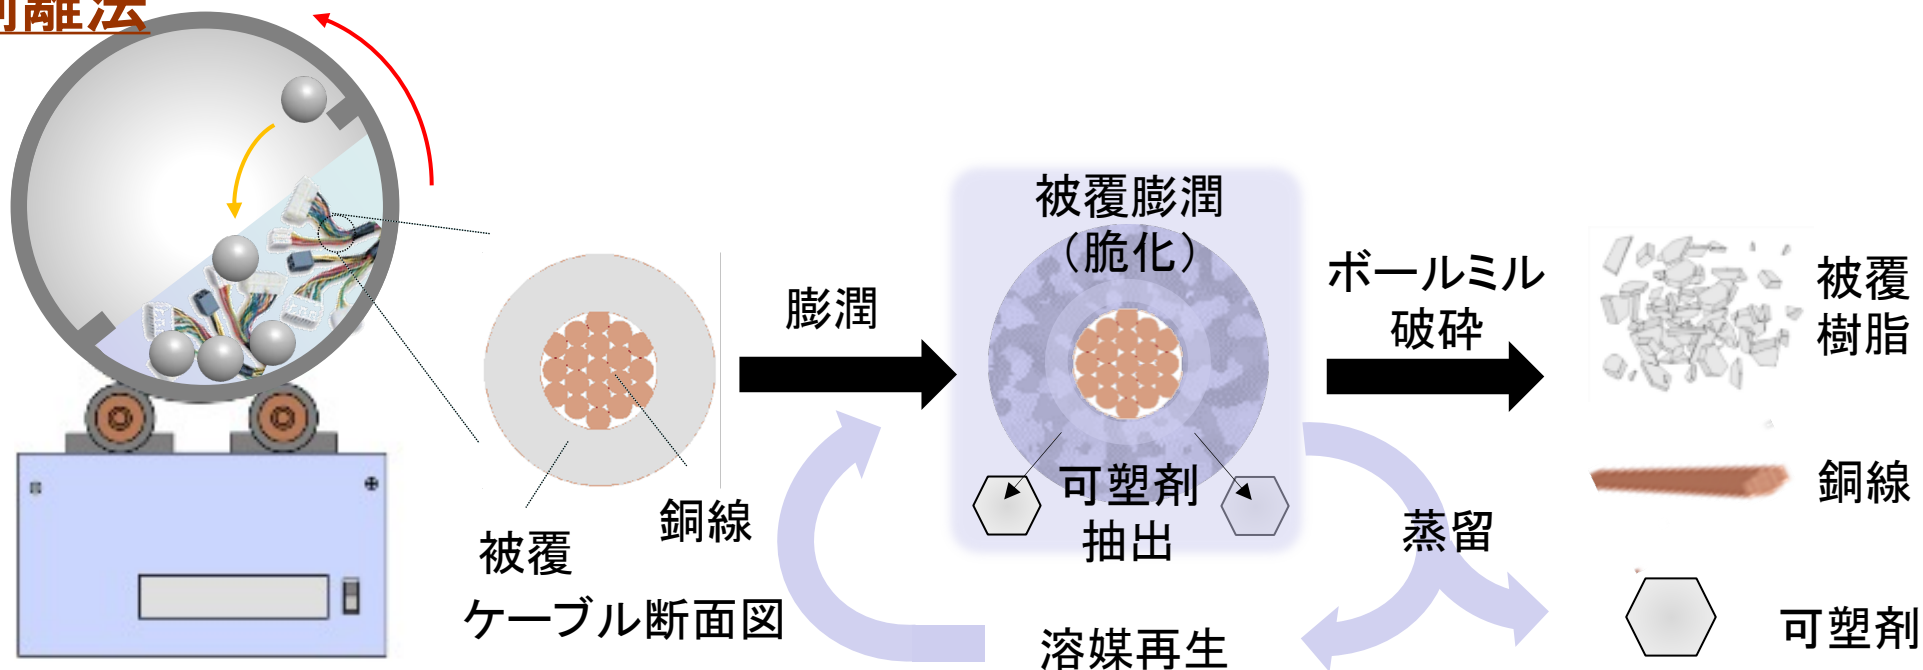 離法
膨潤
被覆膨潤
（脆化）
ボールミル
破砕
被覆
樹脂
銅線
被覆
銅線
ケーブル断面図
可塑剤
抽出
蒸留
溶媒再生
可塑剤